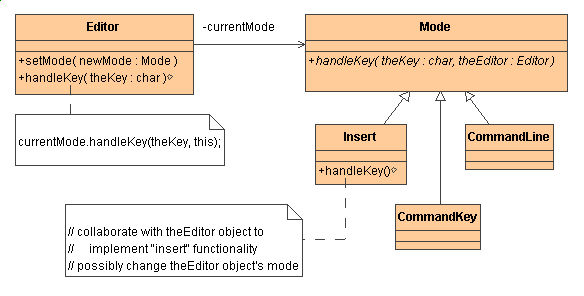 Editor
-currentMode
Mode
+setMode( newMode : Mode )
+handleKey( theKey : char )
+handleKey( theKey : char, theEditor : Editor )
currentMode.handleKey(theKey, this);
Insert
+handleKey()
CommandLine
CommandKey
// collaborate with theEditor object to
// implement "insert" functionality
// possibly change theEditor object's mode